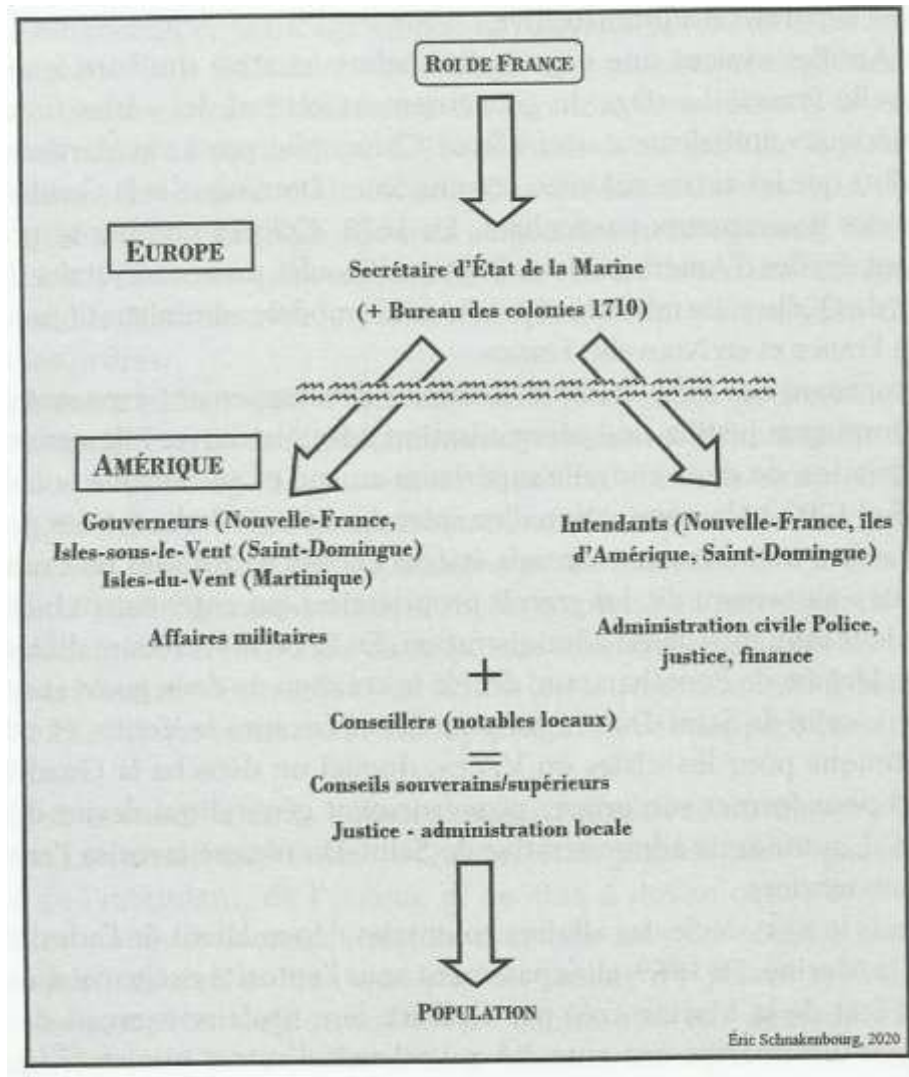 ROI DE FRANCE
EUROPE
Secrétaire d'État de la Marine
(+ Bureau des colonies 1710)
AMÉRIQUE
Gouverneurs (Nouvelle-France,
Isles-sous-le-Vent (Saint-Domingue)
Isles-du-Vent (Martinique)
Affaires militaires
Intendants (Nouvelle-France, îles
d'Amérique, Saint-Domingue)
Administration civile Police,
justice, finance
+
Conseillers (notables locaux)
=
Conseils souverains/supérieurs
Justice - administration locale
POPULATION
Éric Schnakenbourg, 2020